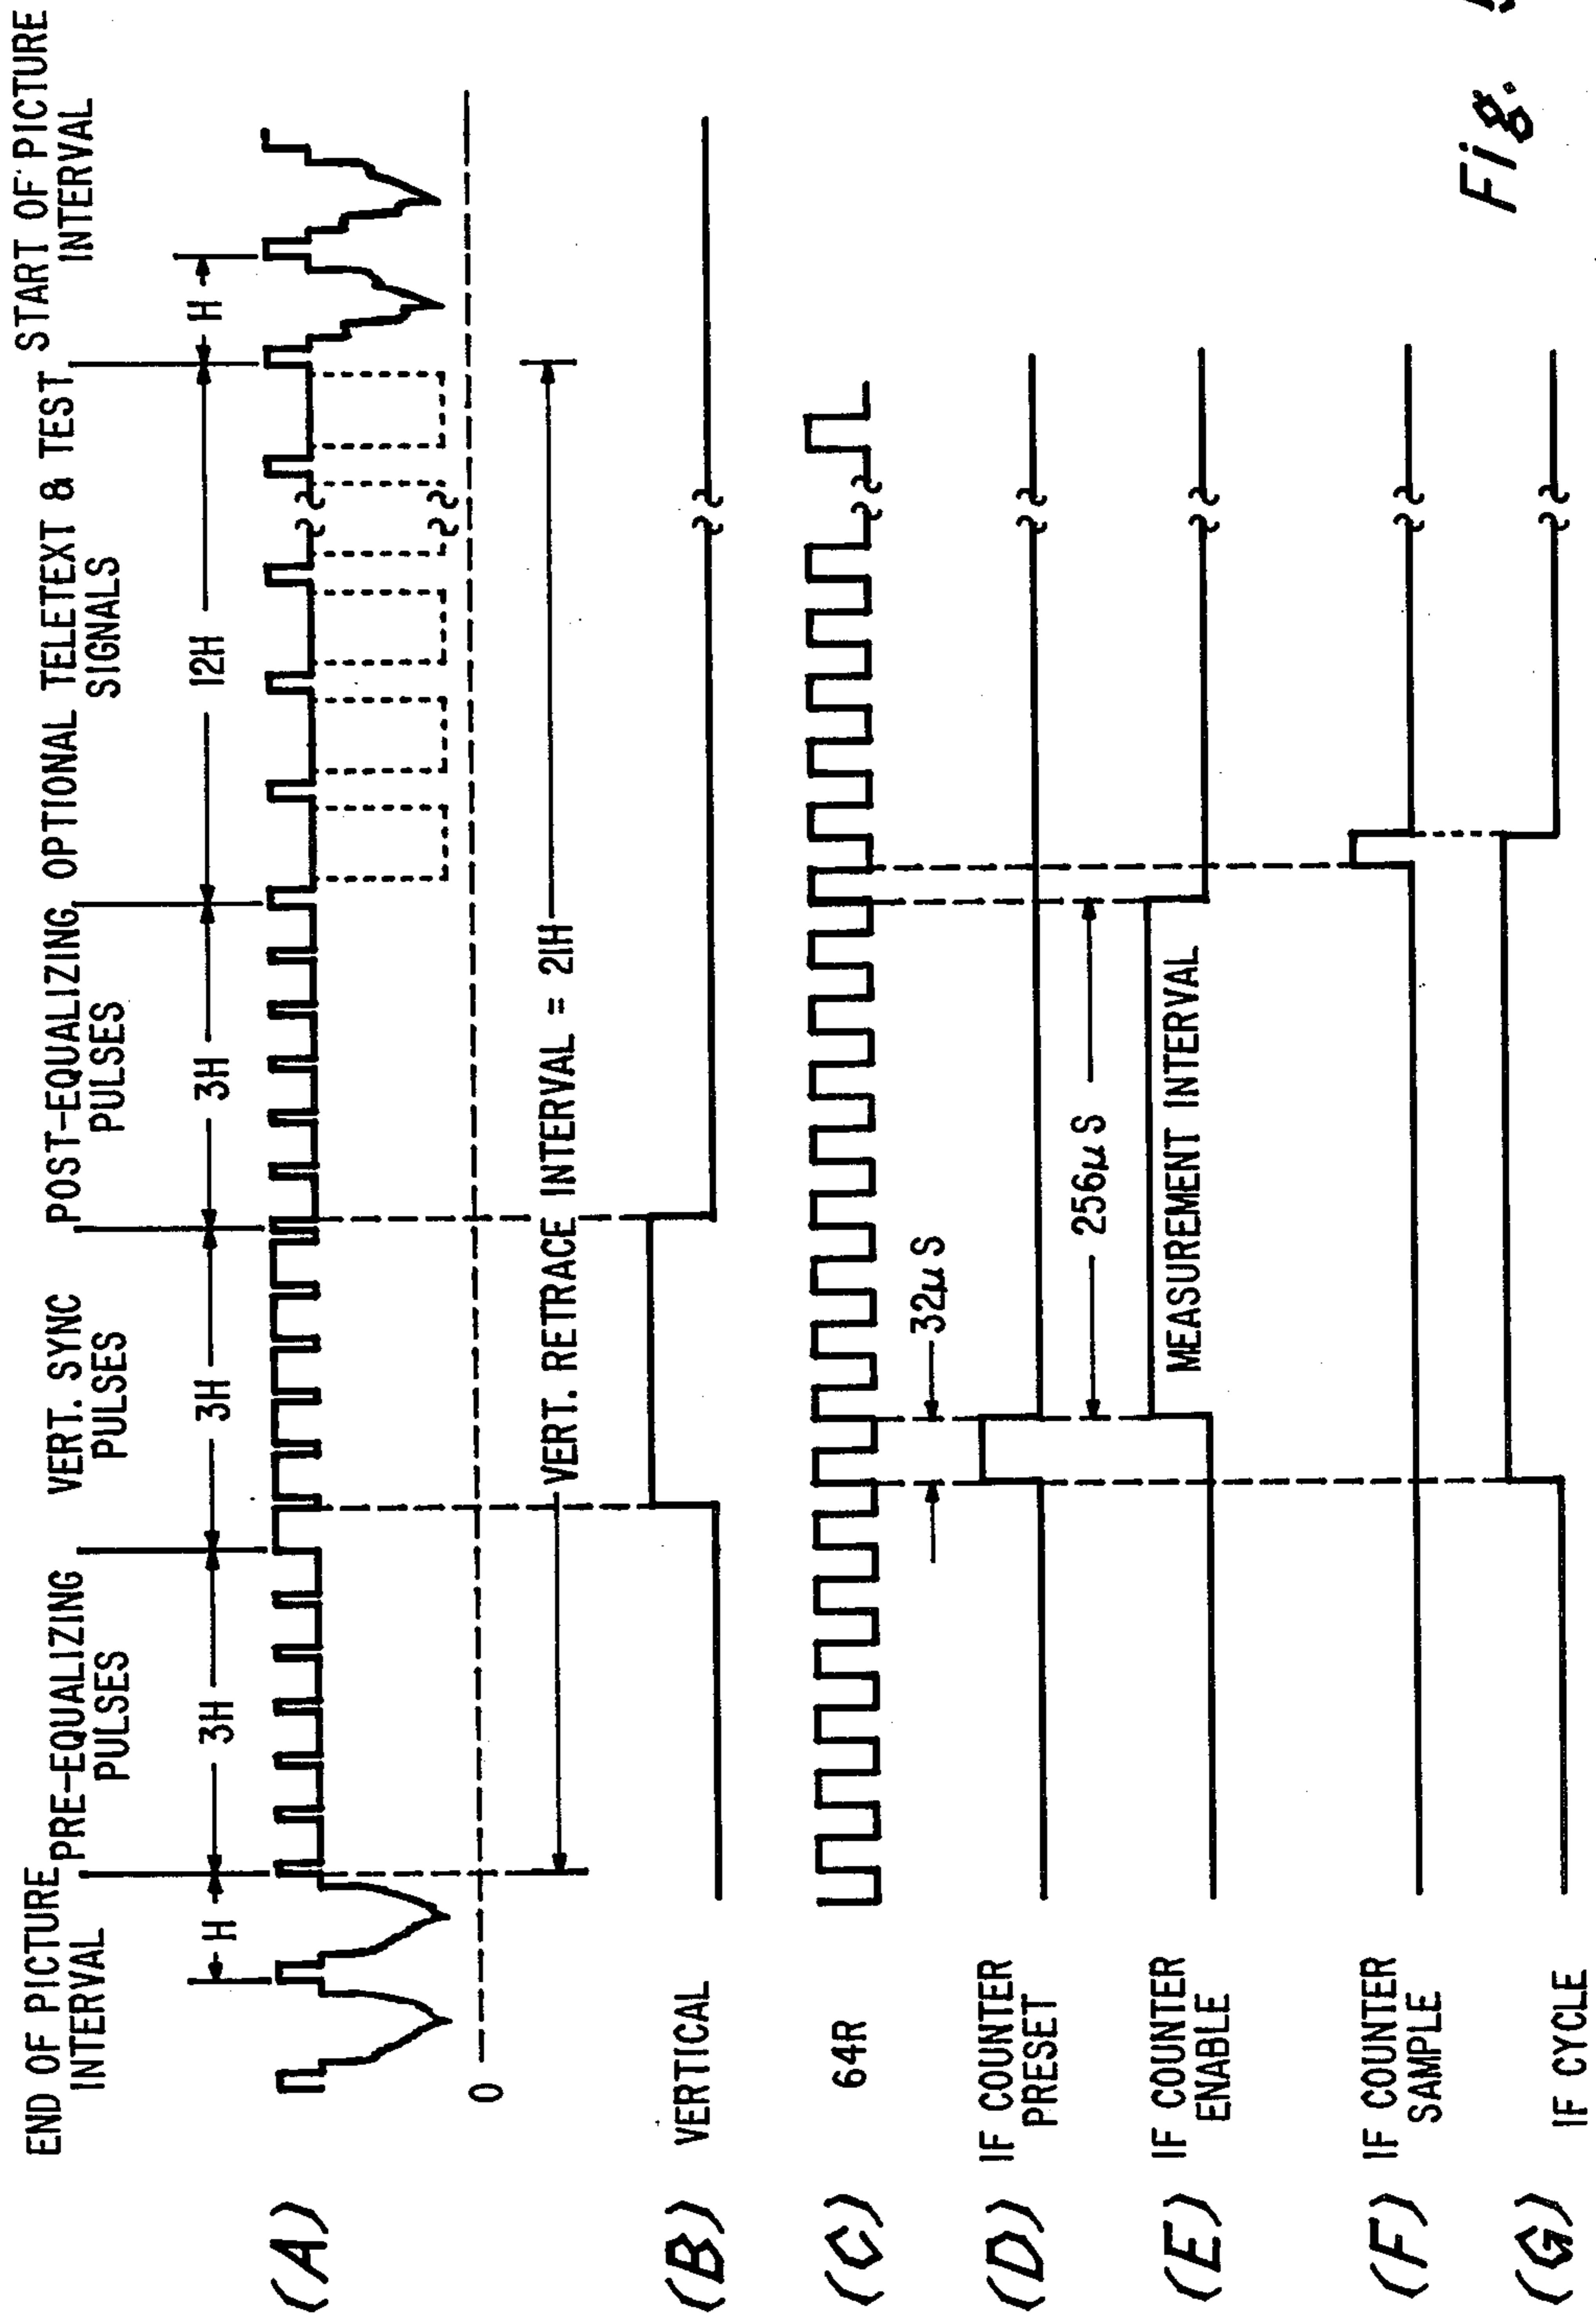 END OF PICTURE
INTERVAL
PRE-EQUALIZING
PULSES
VERT. SYNC
PULSES
POST-EQUALIZING
PULSES
OPTIONAL TELETEXT & TEST
SIGNALS
START OF PICTURE
INTERVAL
H
3H
3H
3H
12H
H
(A)
0
VERT. RETRACE INTERVAL = 21H
(B)
VERTICAL
(C)
64R
32μS
(D)
IF COUNTER
PRESET
256μS
(E)
IF COUNTER
ENABLE
MEASUREMENT INTERVAL
(F)
IF COUNTER
SAMPLE
(G)
IF CYCLE
Fig.